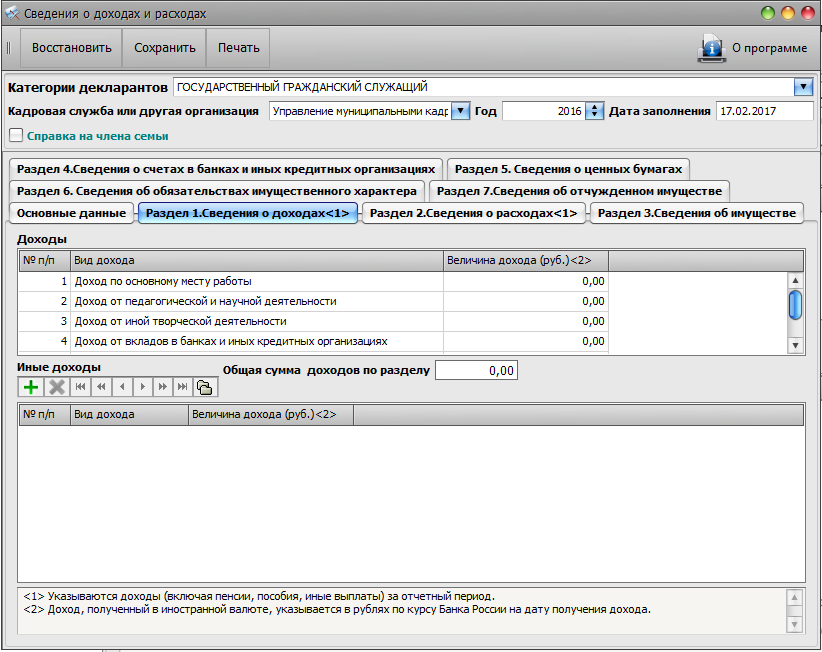 Сведения о доходах и расходах
Восстановить Сохранить Печать О программе
Категории декларантов ГОСУДАРСТВЕННЫЙ ГРАЖДАНСКИЙ СЛУЖАЩИЙ
Кадровая служба или другая организация Управление муниципальными кадр Год 2016 Дата заполнения 17.02.2017
Справка на члена семьи
Раздел 4.Сведения о счетах в банках и иных кредитных организациях Раздел 5. Сведения о ценных бумагах
Раздел 6. Сведения об обязательствах имущественного характера Раздел 7.Сведения об отчужденном имуществе
Основные данные Раздел 1.Сведения о доходах<1> Раздел 2.Сведения о расходах<1> Раздел 3.Сведения об имуществе
Доходы
№ п/п Вид дохода Величина дохода (руб.)<2>
1 Доход по основному месту работы 0,00
2 Доход от педагогической и научной деятельности 0,00
3 Доход от иной творческой деятельности 0,00
4 Доход от вкладов в банках и иных кредитных организациях 0,00
Иные доходы Общая сумма доходов по разделу 0,00
№ п/п Вид дохода Величина дохода (руб.)<2>
<1> Указываются доходы (включая пенсии, пособия, иные выплаты) за отчетный период.
<2> Доход, полученный в иностранной валюте, указывается в рублях по курсу Банка России на дату получения дохода.